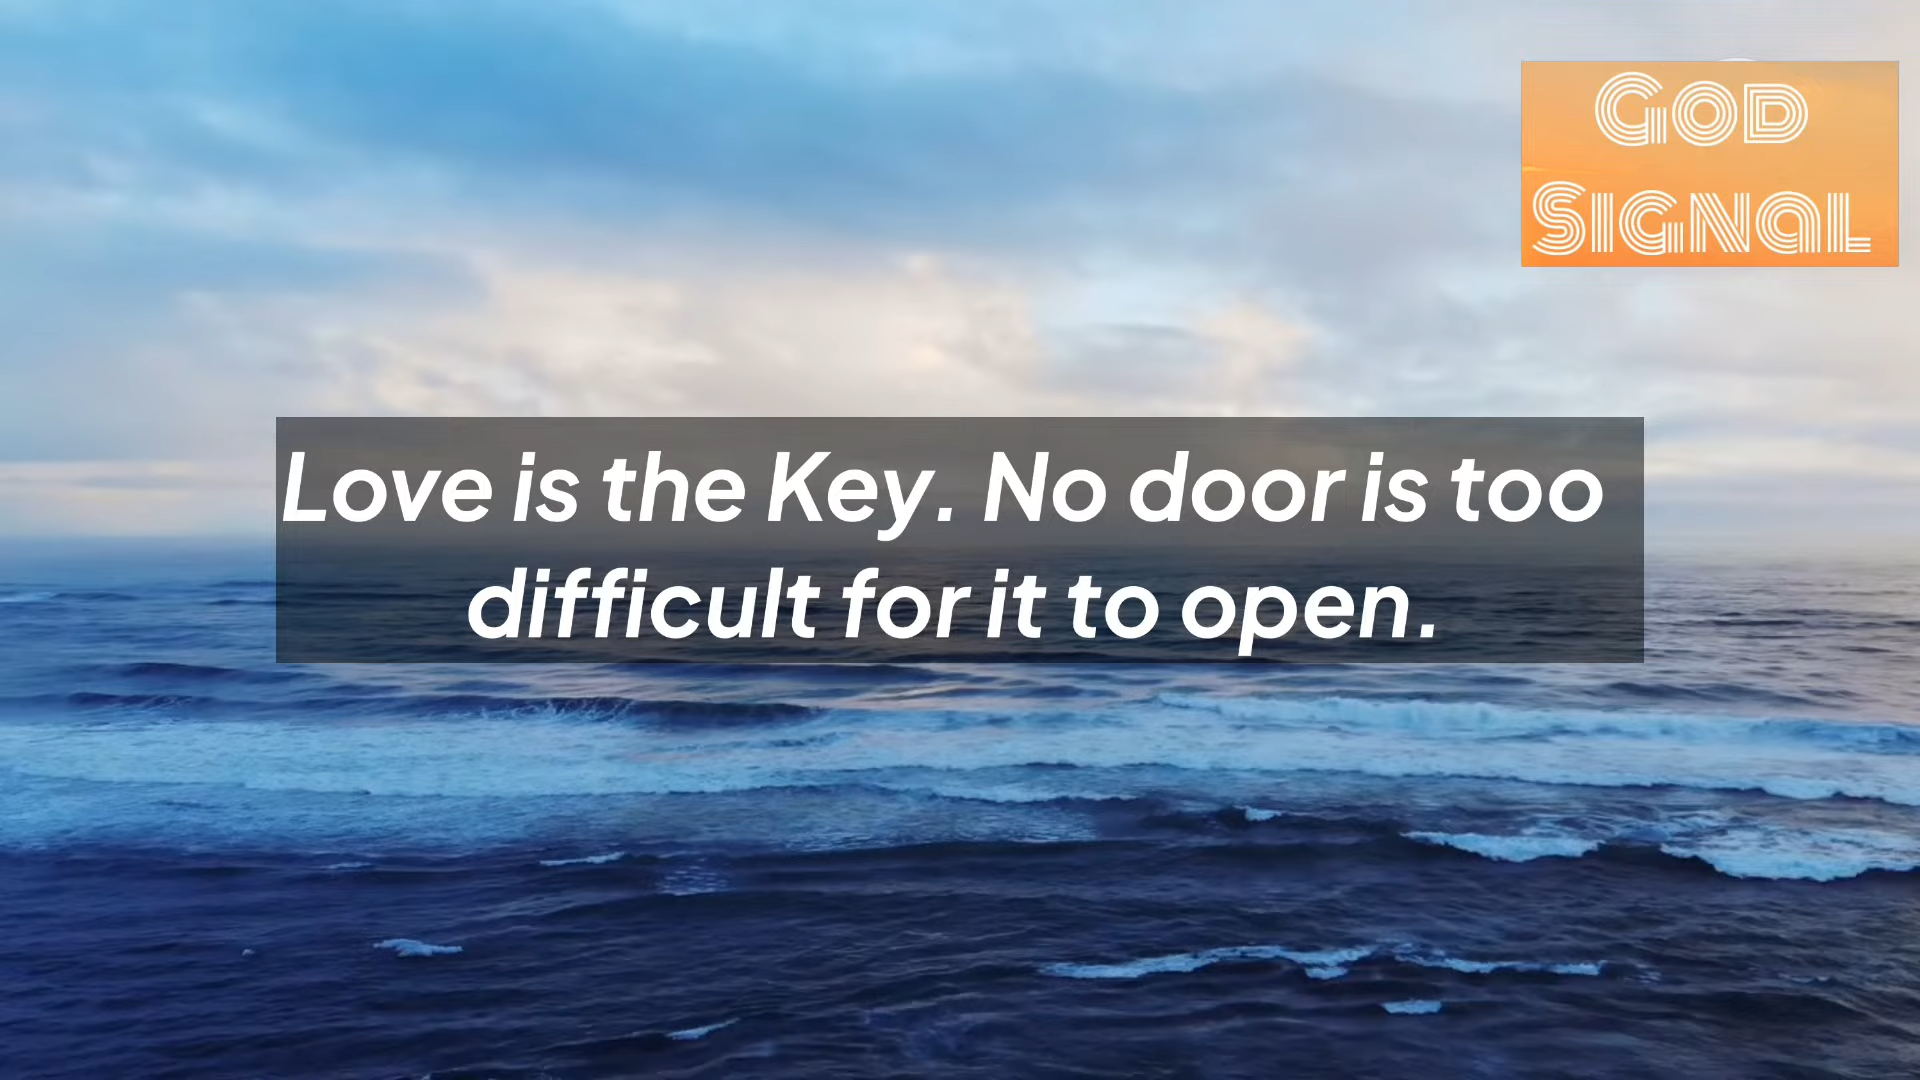 God
Signal
Love is the Key. No door is too
difficult for it to open.